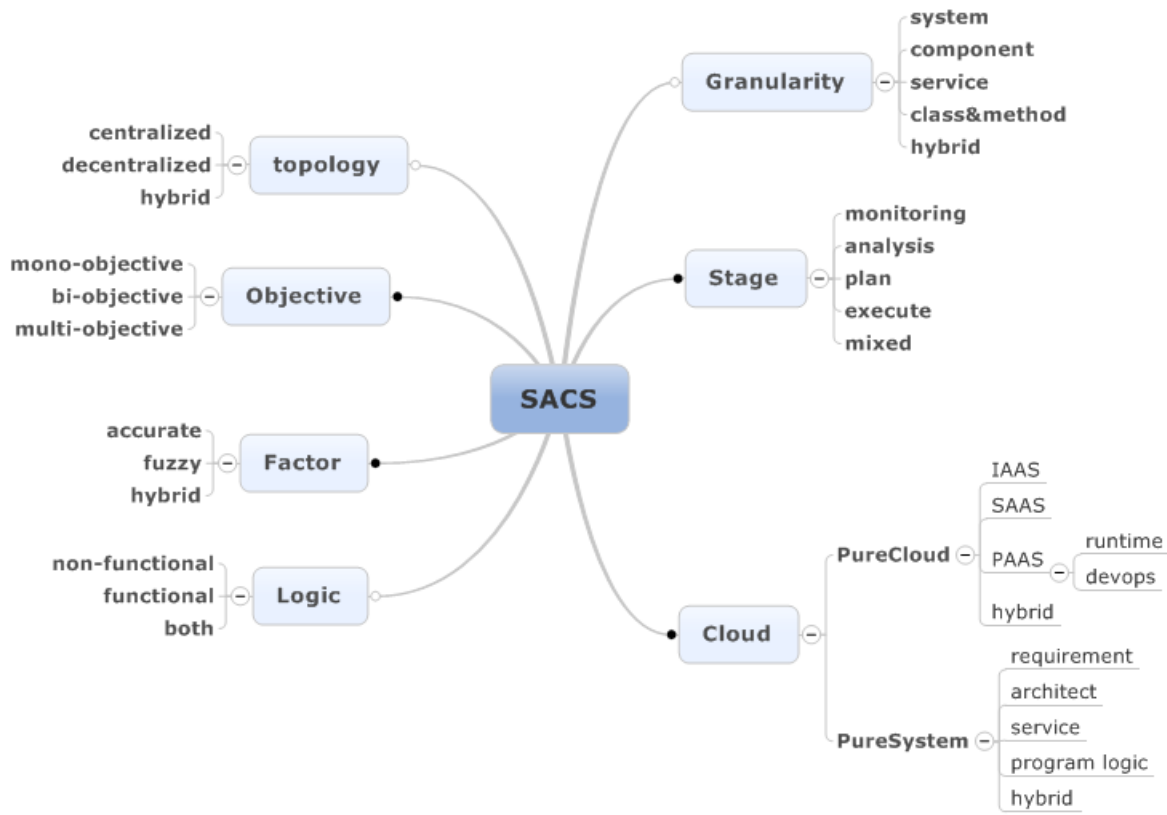 SACS
topology
centralized
decentralized
hybrid
Objective
mono-objective
bi-objective
multi-objective
Factor
accurate
fuzzy
hybrid
Logic
non-functional
functional
both
Granularity
system
component
service
class&method
hybrid
Stage
monitoring
analysis
plan
execute
mixed
Cloud
PureCloud
IAAS
SAAS
PAAS
runtime
devops
hybrid
PureSystem
requirement
architect
service
program logic
hybrid